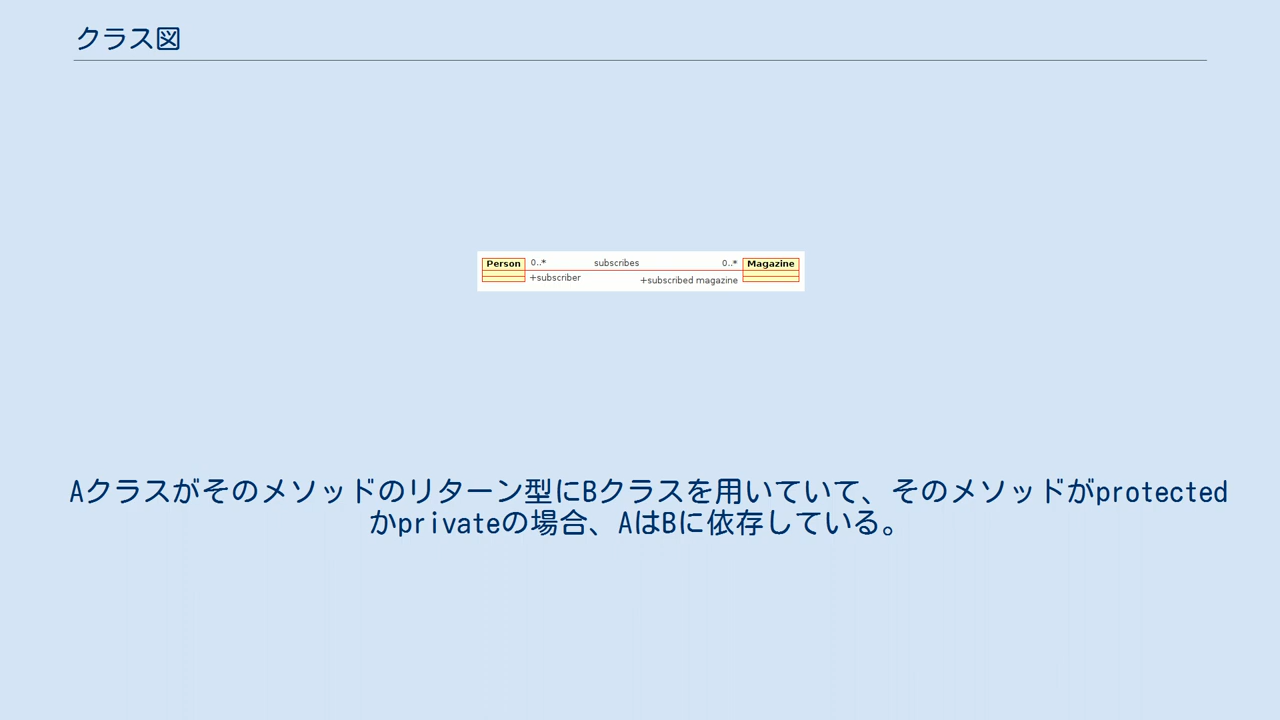 クラス図
Person 0..* subscribes 0..* Magazine
+subscriber +subscribed magazine
Aクラスがそのメソッドのリターン型にBクラスを用いていて、そのメソッドがprotected
かprivateの場合、AはBに依存している。